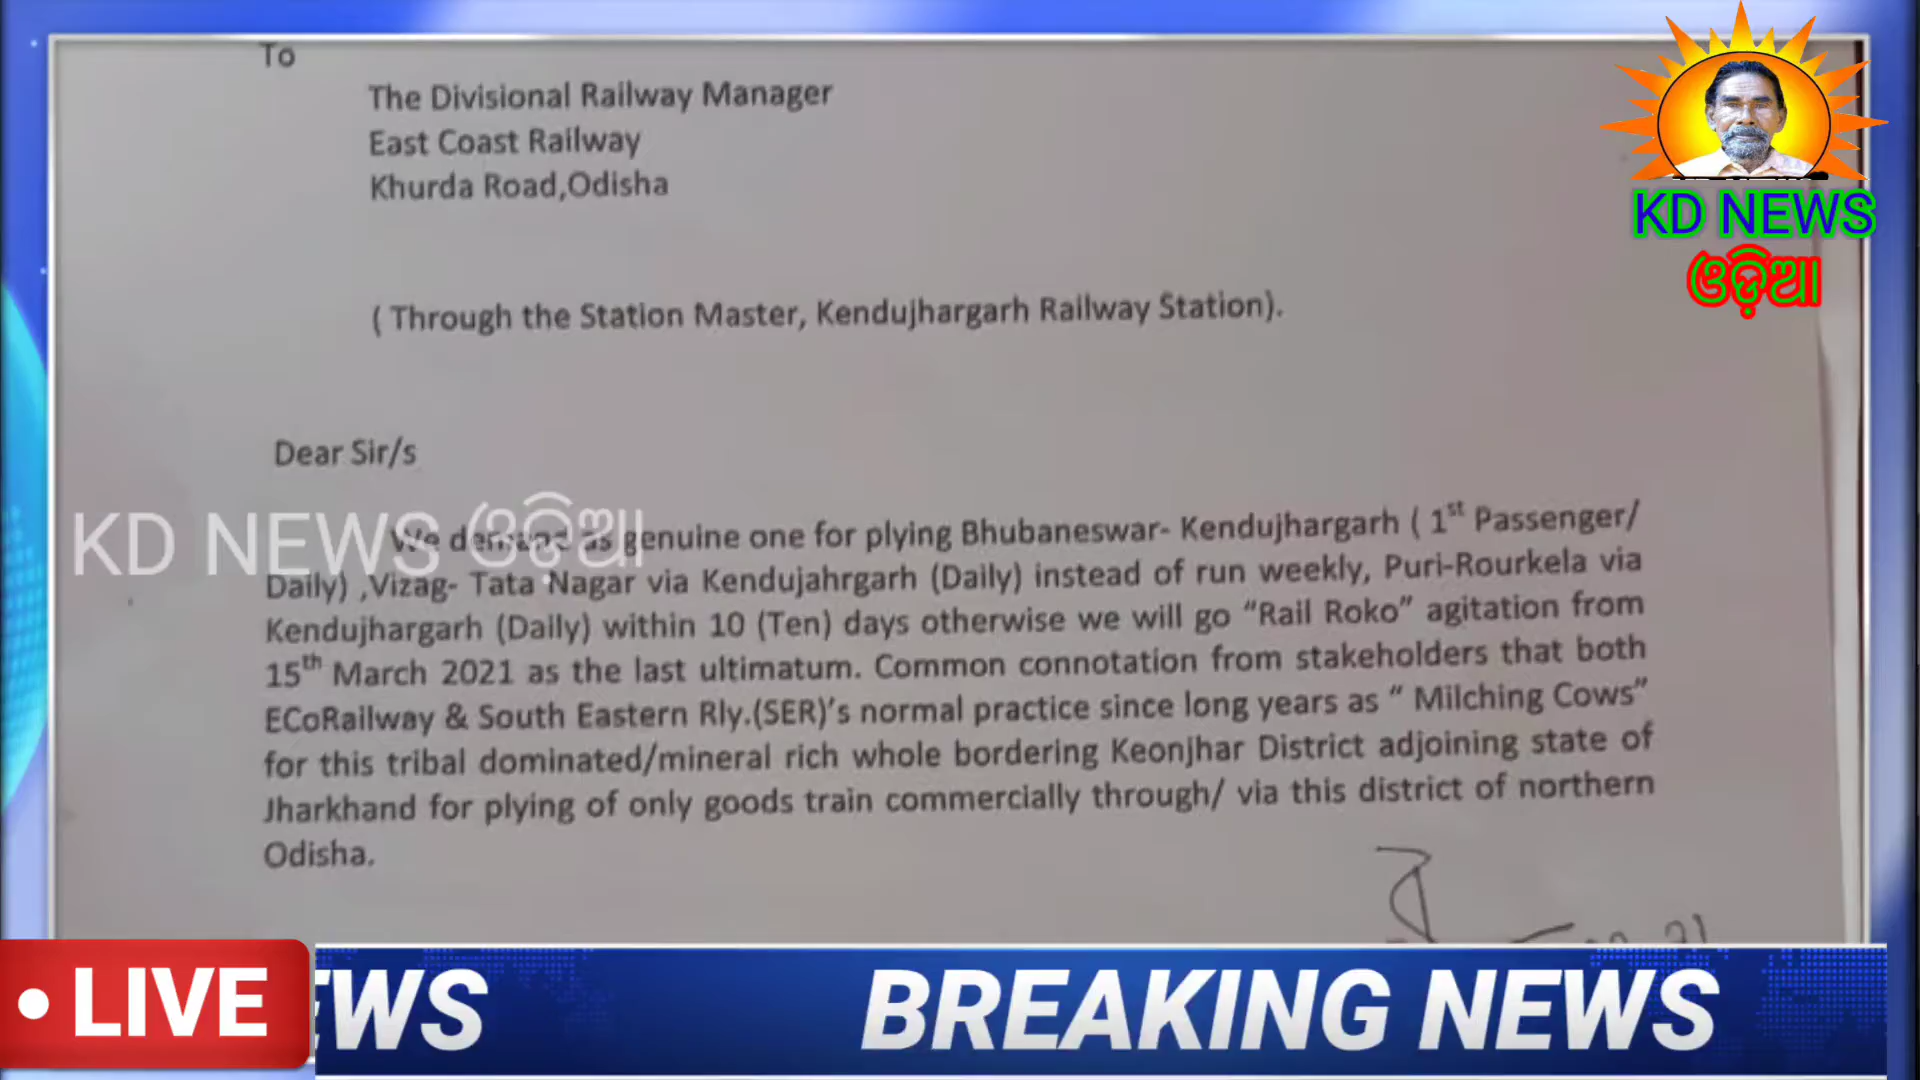 To
The Divisional Railway Manager
East Coast Railway
Khurda Road,Odisha
( Through the Station Master, Kendujhargarh Railway Station).
Dear Sir/s
We demand as genuine one for plying Bhubaneswar- Kendujhargarh ( 1st Passenger/
Daily) ,Vizag- Tata Nagar via Kendujahrgarh (Daily) instead of run weekly, Puri-Rourkela via
Kendujhargarh (Daily) within 10 (Ten) days otherwise we will go “Rail Roko” agitation from
15th March 2021 as the last ultimatum. Common connotation from stakeholders that both
ECoRailway & South Eastern Rly.(SER)’s normal practice since long years as “ Milching Cows”
for this tribal dominated/mineral rich whole bordering Keonjhar District adjoining state of
Jharkhand for plying of only goods train commercially through/ via this district of northern
Odisha.
KD NEWS
ଓଡ଼ିଆ
KD NEWS ଓଡ଼ିଆ
LIVE
EWS BREAKING NEWS